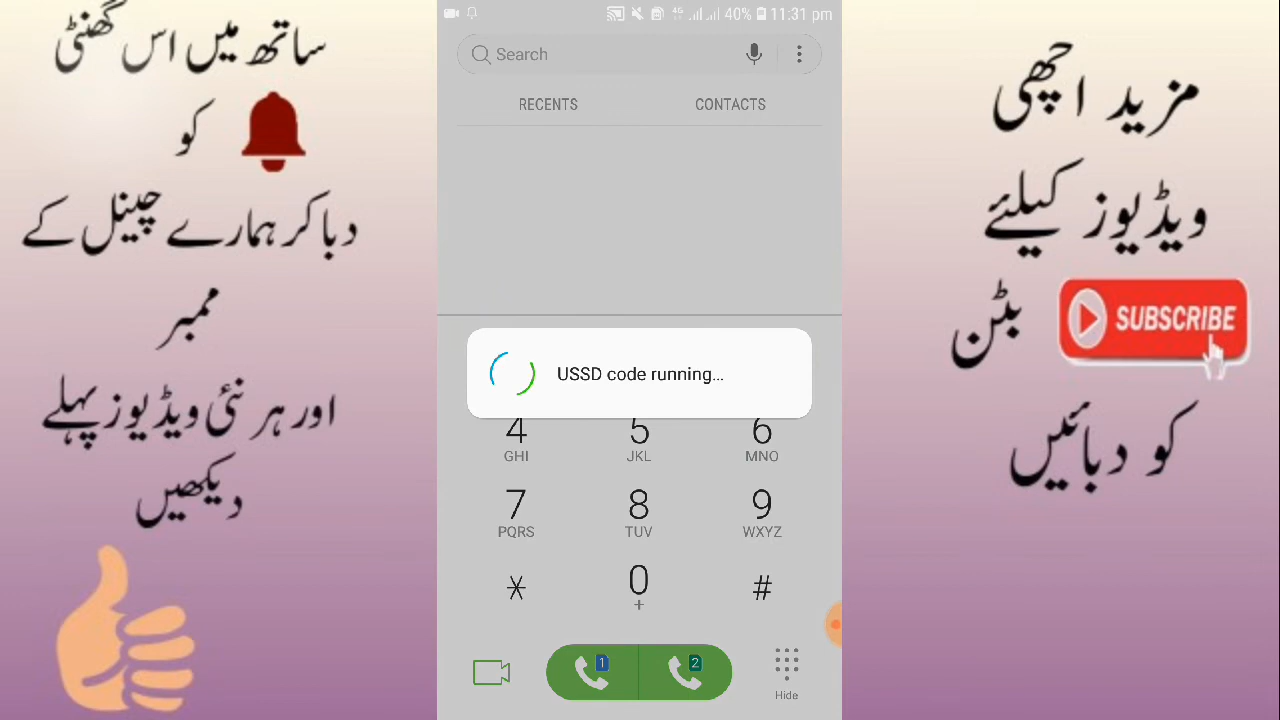 ساتھ میں اس گھنٹی
کو
دبا کر ہمارے چینل کے
ممبر
اور ہر نئی ویڈیوز پہلے
دیکھیں
4G 40% 11:31 pm
Search
RECENTS CONTACTS
USSD code running...
4 5 6
GHI JKL MNO
7 8 9
PQRS TUV WXYZ
* 0 #
+
1 2
Hide
مزید اچھی
ویڈیوز کیلئے
SUBSCRIBE بٹن
کو دبائیں